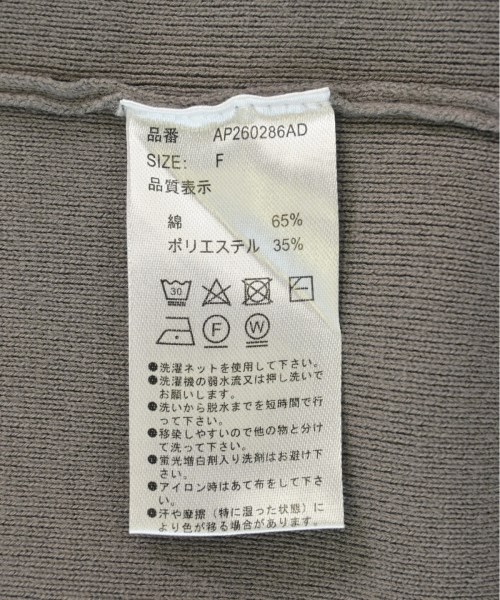 品番 AP260286AD
SIZE: F
品質表示
綿 65%
ポリエステル 35%
30
F W
●洗濯ネットを使用して下さい。
●洗濯機の弱水流又は押し洗いで
お願いします。
●洗いから脱水までを短時間で行
って下さい。
●移染しやすいので他の物と分け
て洗って下さい。
●蛍光増白剤入り洗剤はお避け下
さい。
●アイロン時はあて布をして下さ
い。
●汗や摩擦（特に湿った状態）に
より色が移る場合があります。